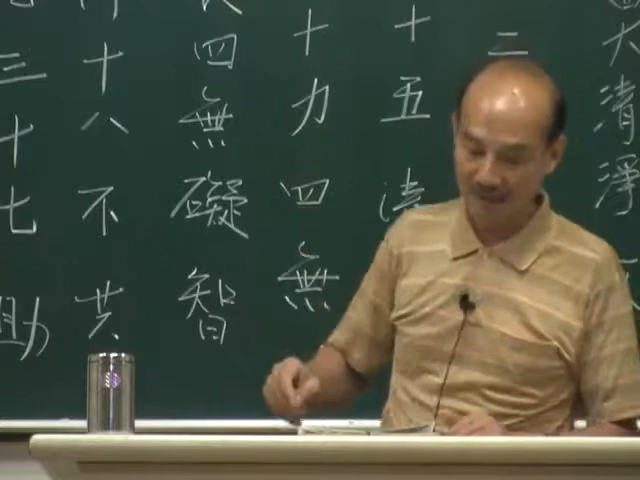 大清淨
二
十五法
十力四無
四無礙智
十八不共
三十七助